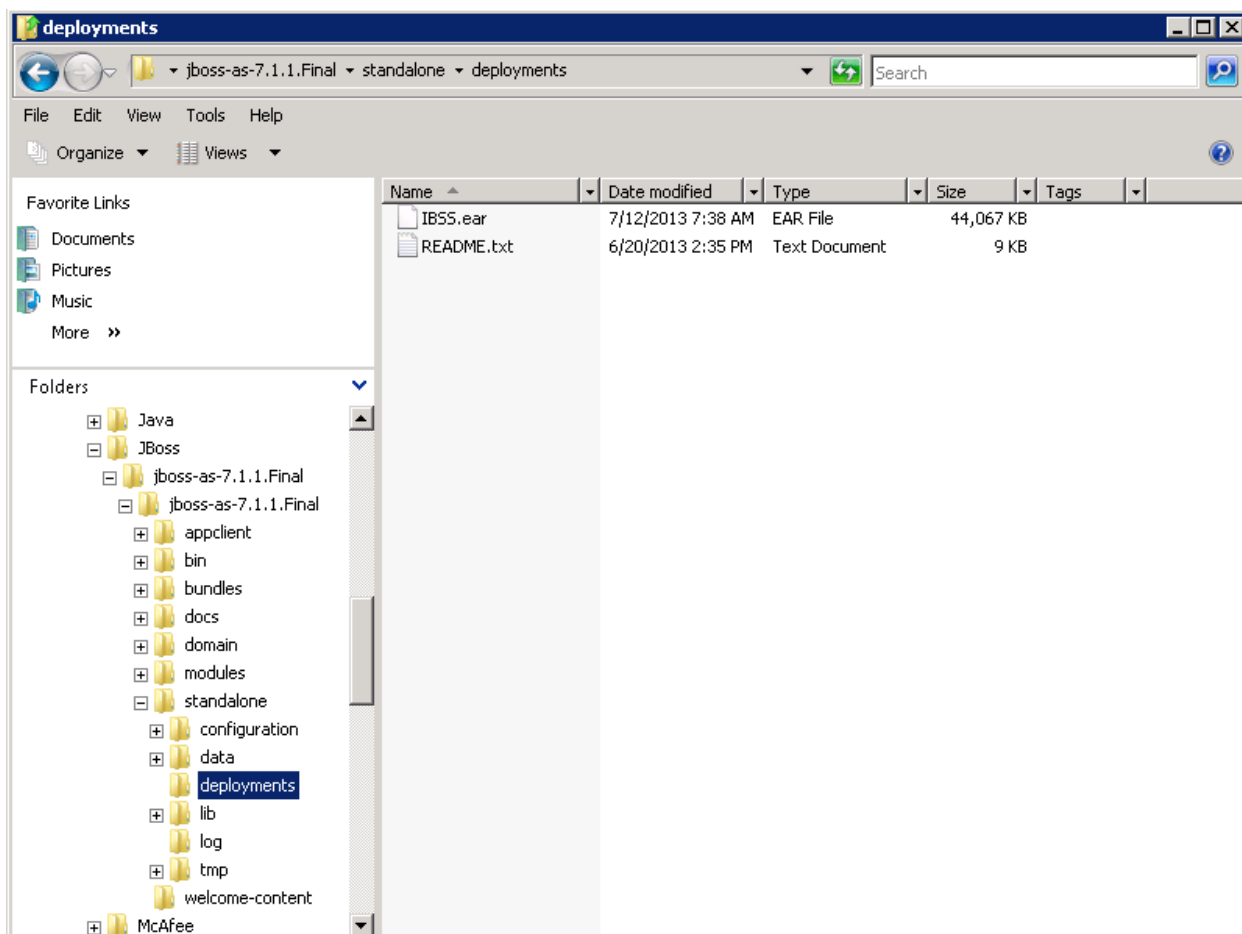 deployments
jboss-as-7.1.1.Final standalone deployments Search
File Edit View Tools Help
Organize Views
Favorite Links
Documents
Pictures
Music
More »
Folders
Java
JBoss
jboss-as-7.1.1.Final
jboss-as-7.1.1.Final
appclient
bin
bundles
docs
domain
modules
standalone
configuration
data
deployments
lib
log
tmp
welcome-content
McAfee
Name Date modified Type Size Tags
IBSS.ear 7/12/2013 7:38 AM EAR File 44,067 KB
README.txt 6/20/2013 2:35 PM Text Document 9 KB